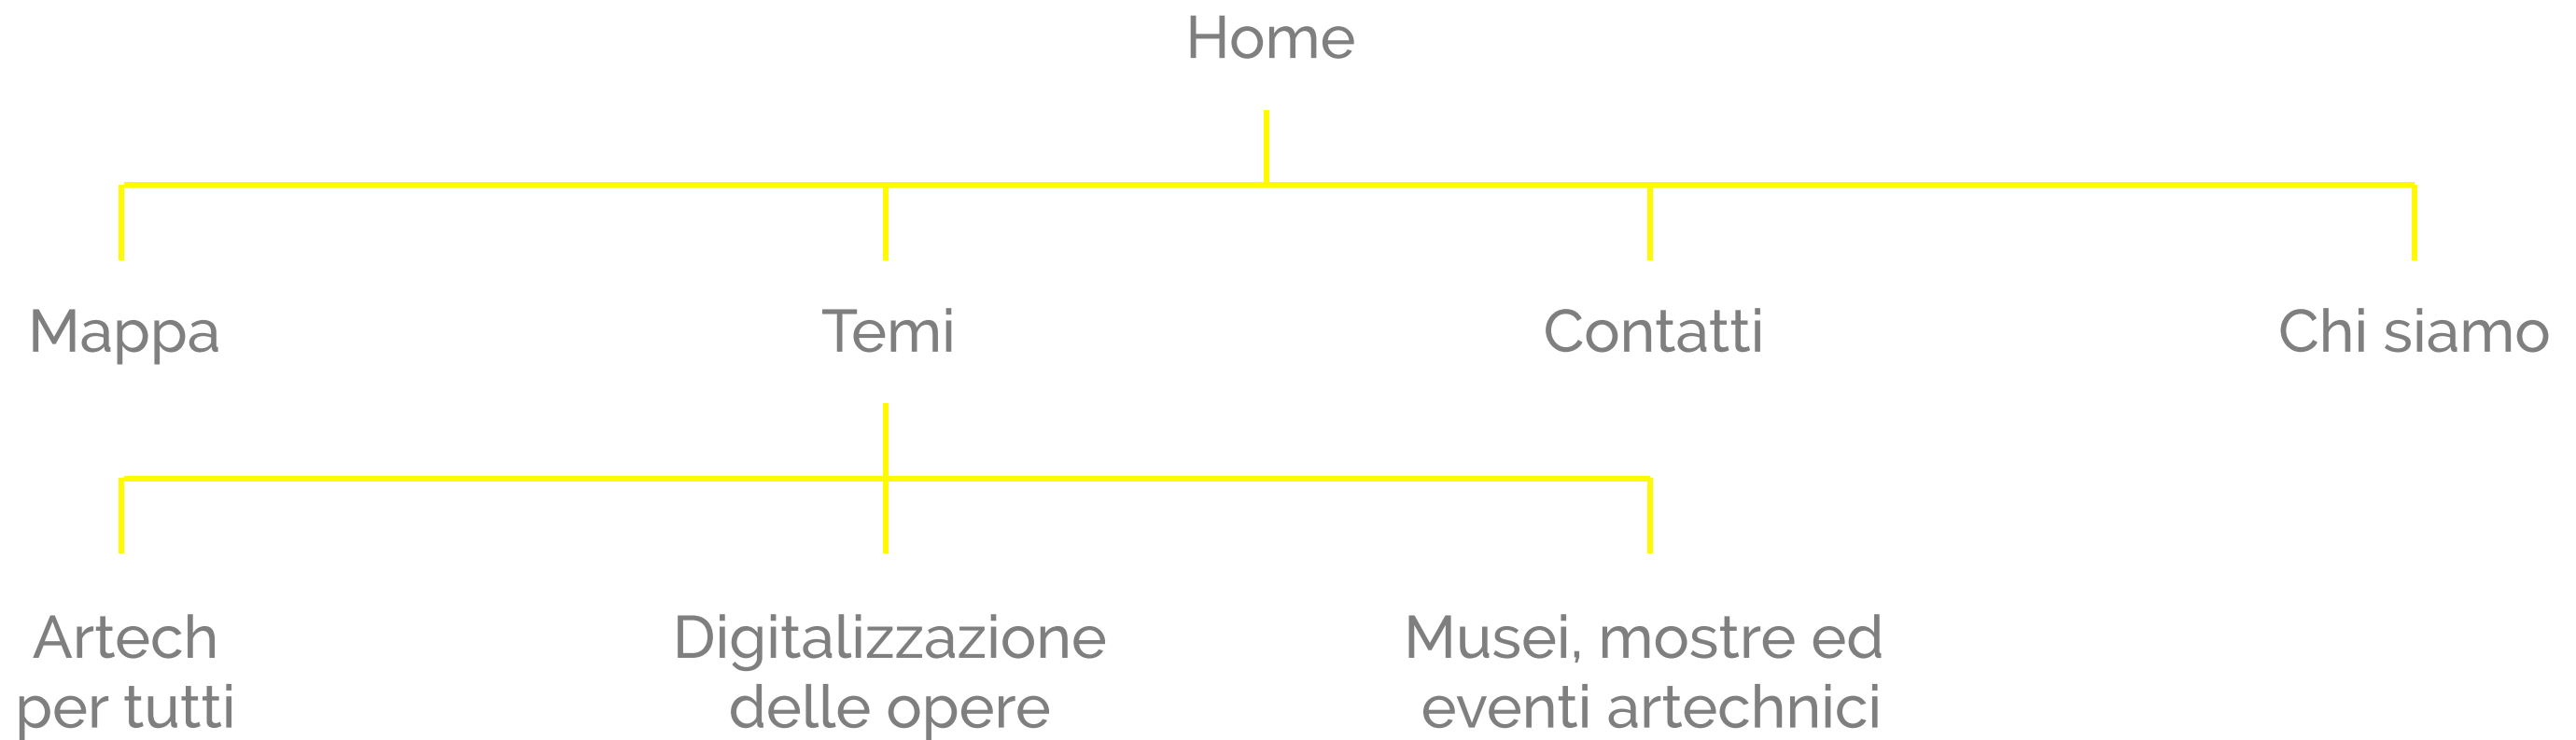 Home
Mappa
Temi
Contatti
Chi siamo
Artech
per tutti
Digitalizzazione
delle opere
Musei, mostre ed
eventi artechnici